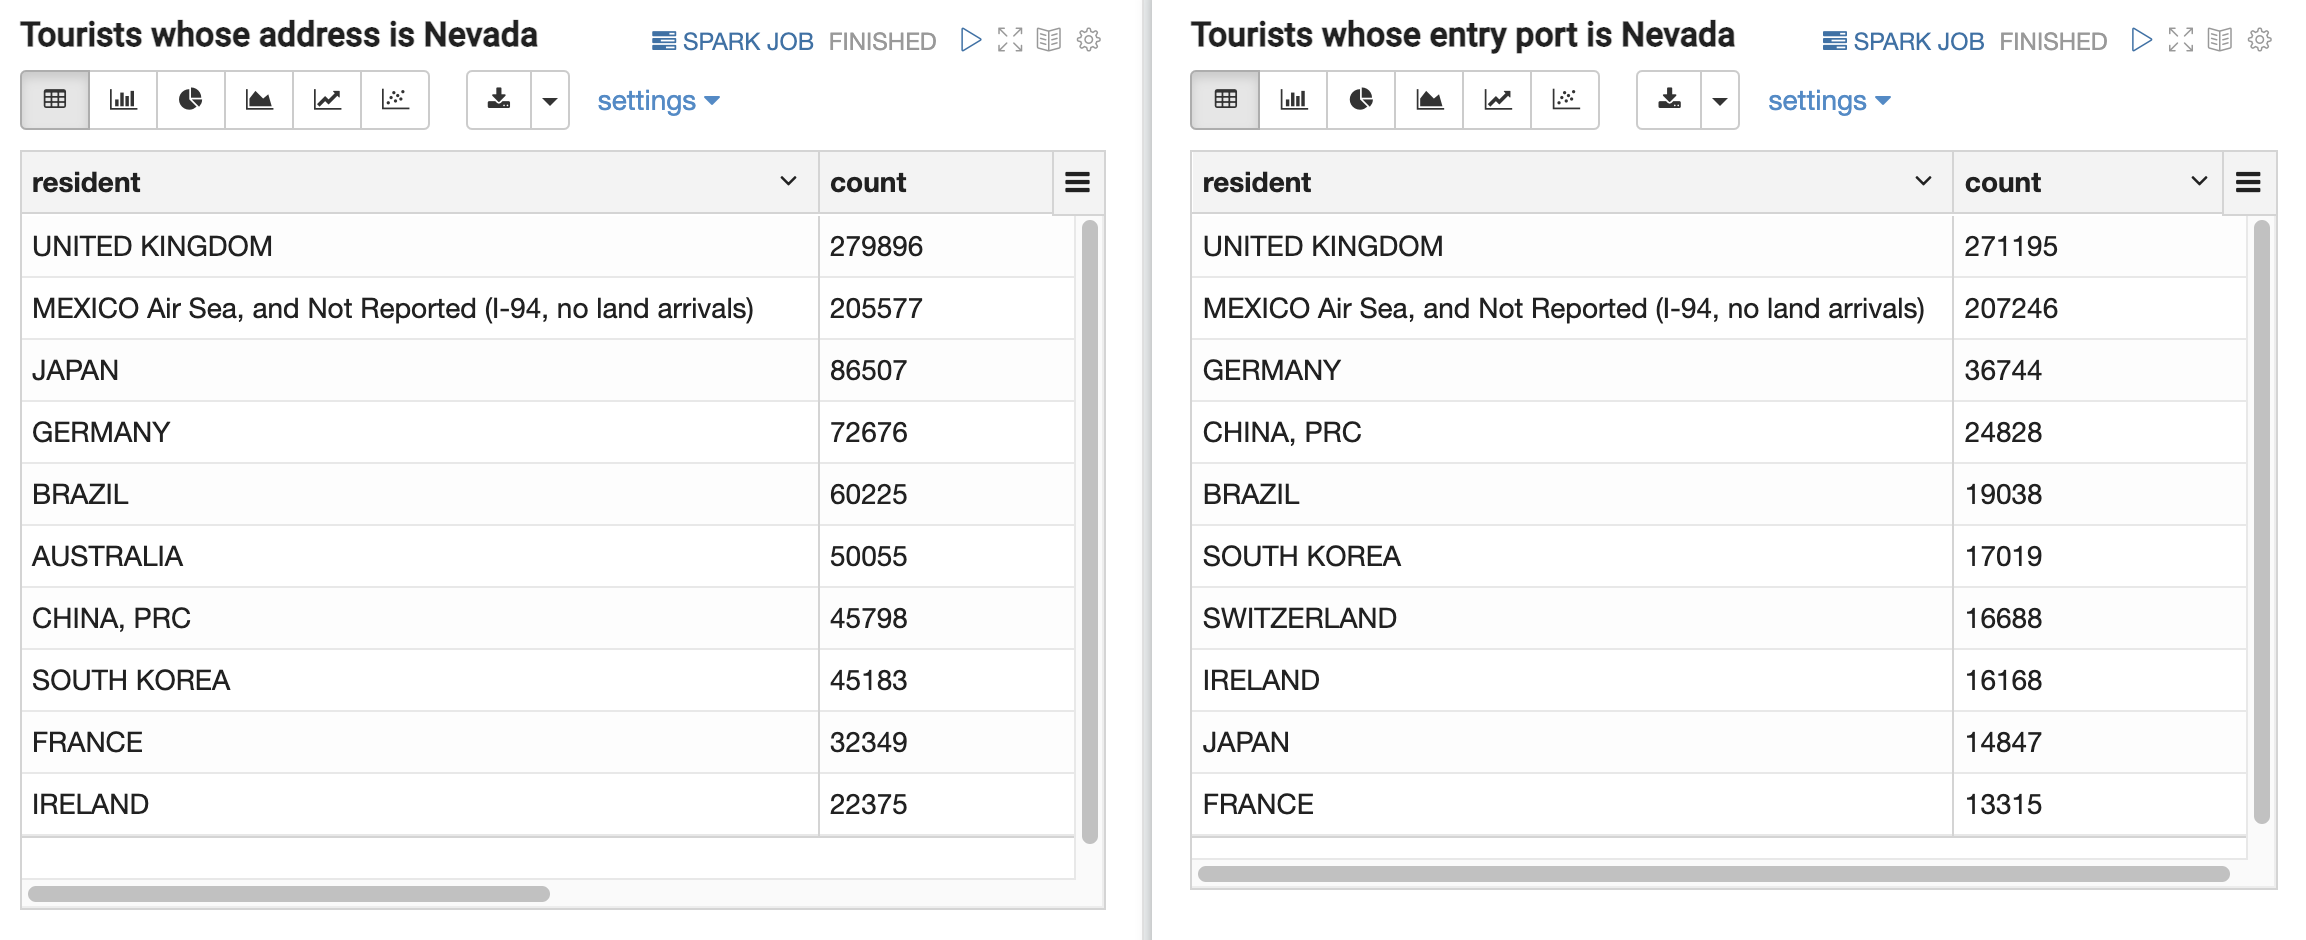 Tourists whose address is Nevada
SPARK JOB FINISHED
settings
resident count
UNITED KINGDOM 279896
MEXICO Air Sea, and Not Reported (I-94, no land arrivals) 205577
JAPAN 86507
GERMANY 72676
BRAZIL 60225
AUSTRALIA 50055
CHINA, PRC 45798
SOUTH KOREA 45183
FRANCE 32349
IRELAND 22375
Tourists whose entry port is Nevada
SPARK JOB FINISHED
settings
resident count
UNITED KINGDOM 271195
MEXICO Air Sea, and Not Reported (I-94, no land arrivals) 207246
GERMANY 36744
CHINA, PRC 24828
BRAZIL 19038
SOUTH KOREA 17019
SWITZERLAND 16688
IRELAND 16168
JAPAN 14847
FRANCE 13315